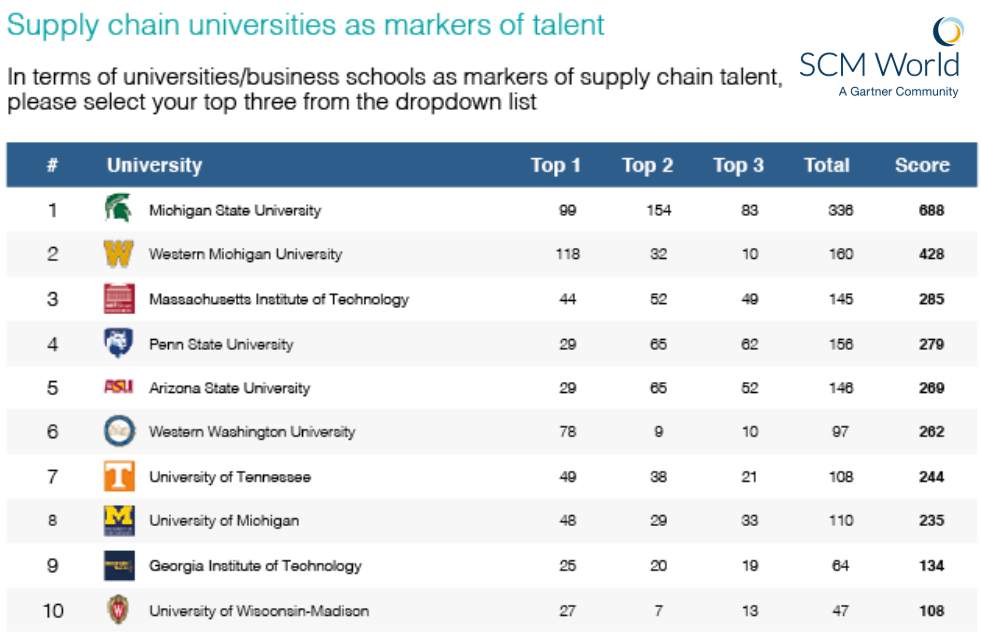 Supply chain universities as markers of talent
SCM World
A Gartner Community
In terms of universities/business schools as markers of supply chain talent,
please select your top three from the dropdown list
# University Top 1 Top 2 Top 3 Total Score
1 Michigan State University 99 154 83 336 688
2 Western Michigan University 118 32 10 160 428
3 Massachusetts Institute of Technology 44 52 49 145 285
4 Penn State University 29 65 62 156 279
5 ASU Arizona State University 29 65 52 146 269
6 Western Washington University 78 9 10 97 262
7 T University of Tennessee 49 38 21 108 244
8 M University of Michigan 48 29 33 110 235
9 Georgia Institute of Technology 25 20 19 64 134
10 W University of Wisconsin-Madison 27 7 13 47 108